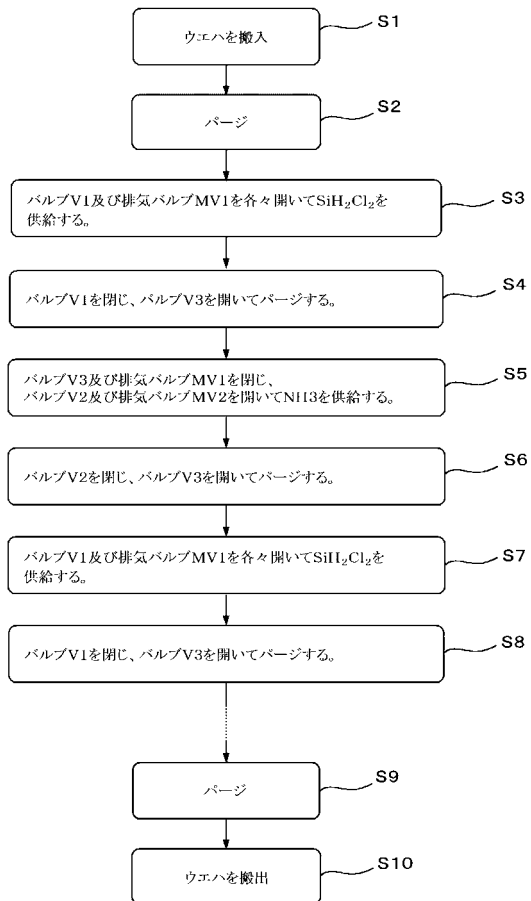 ウエハを搬入
S1
パージ
S2
バルブV1及び排気バルブMV1を各々開いてSiH₂Cl₂を
供給する。
S3
バルブV1を閉じ、バルブV3を開いてパージする。
S4
バルブV3及び排気バルブMV1を閉じ、
バルブV2及び排気バルブMV2を開いてNH3を供給する。
S5
バルブV2を閉じ、バルブV3を開いてパージする。
S6
バルブV1及び排気バルブMV1を各々開いてSiH₂Cl₂を
供給する。
S7
バルブV1を閉じ、バルブV3を開いてパージする。
S8
パージ
S9
ウエハを搬出
S10